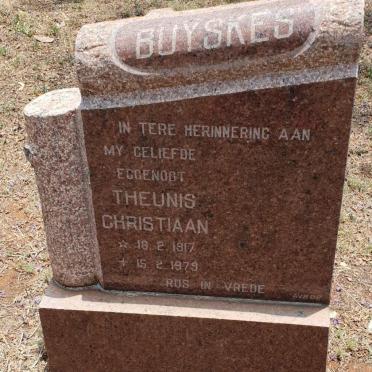 BUYSKES
IN TERE HERINNERING AAN
MY GELIEFDE
EGGENOOT
THEUNIS
CHRISTIAAN
☆ 18. 2. 1917
✝ 15. 2. 1979
RUS IN VREDE